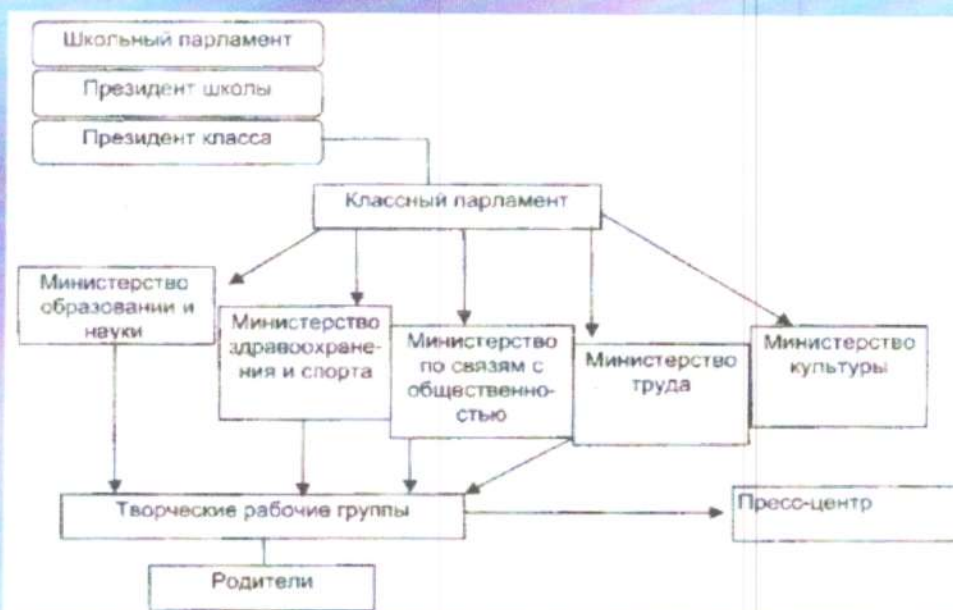 Школьный парламент
Президент школы
Президент класса
Классный парламент
Министерство
образовании и
науки
Министерство
здравоохране-
ния и спорта
Министерство
по связям с
общественно-
стью
Министерство
труда
Министерство
культуры
Творческие рабочие группы
Пресс-центр
Родители